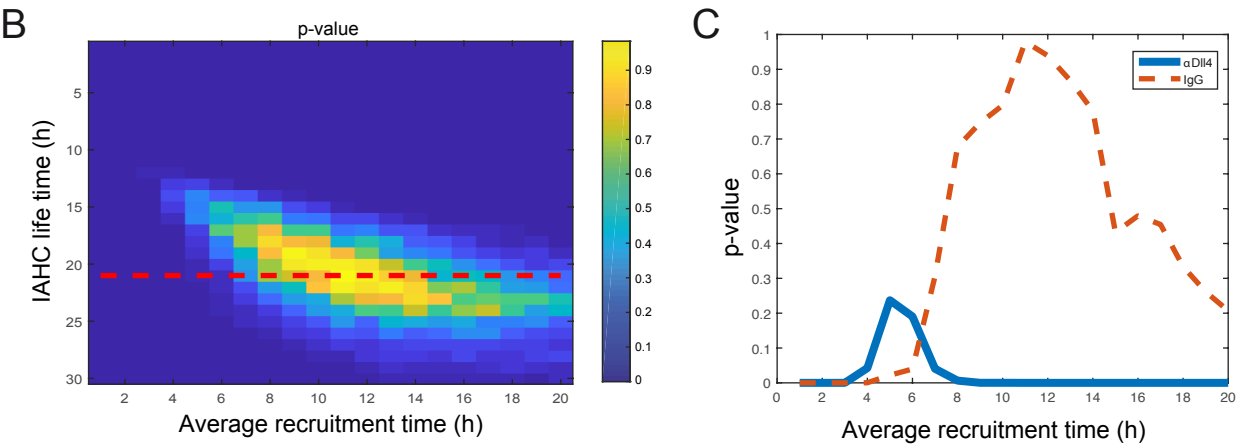 B
p-value
IAHC life time (h)
5
10
15
20
25
30
2 4 6 8 10 12 14 16 18 20
Average recruitment time (h)
0.9
0.8
0.7
0.6
0.5
0.4
0.3
0.2
0.1
0
C
p-value
1
0.9
0.8
0.7
0.6
0.5
0.4
0.3
0.2
0.1
0
0 2 4 6 8 10 12 14 16 18 20
Average recruitment time (h)
αDll4
IgG